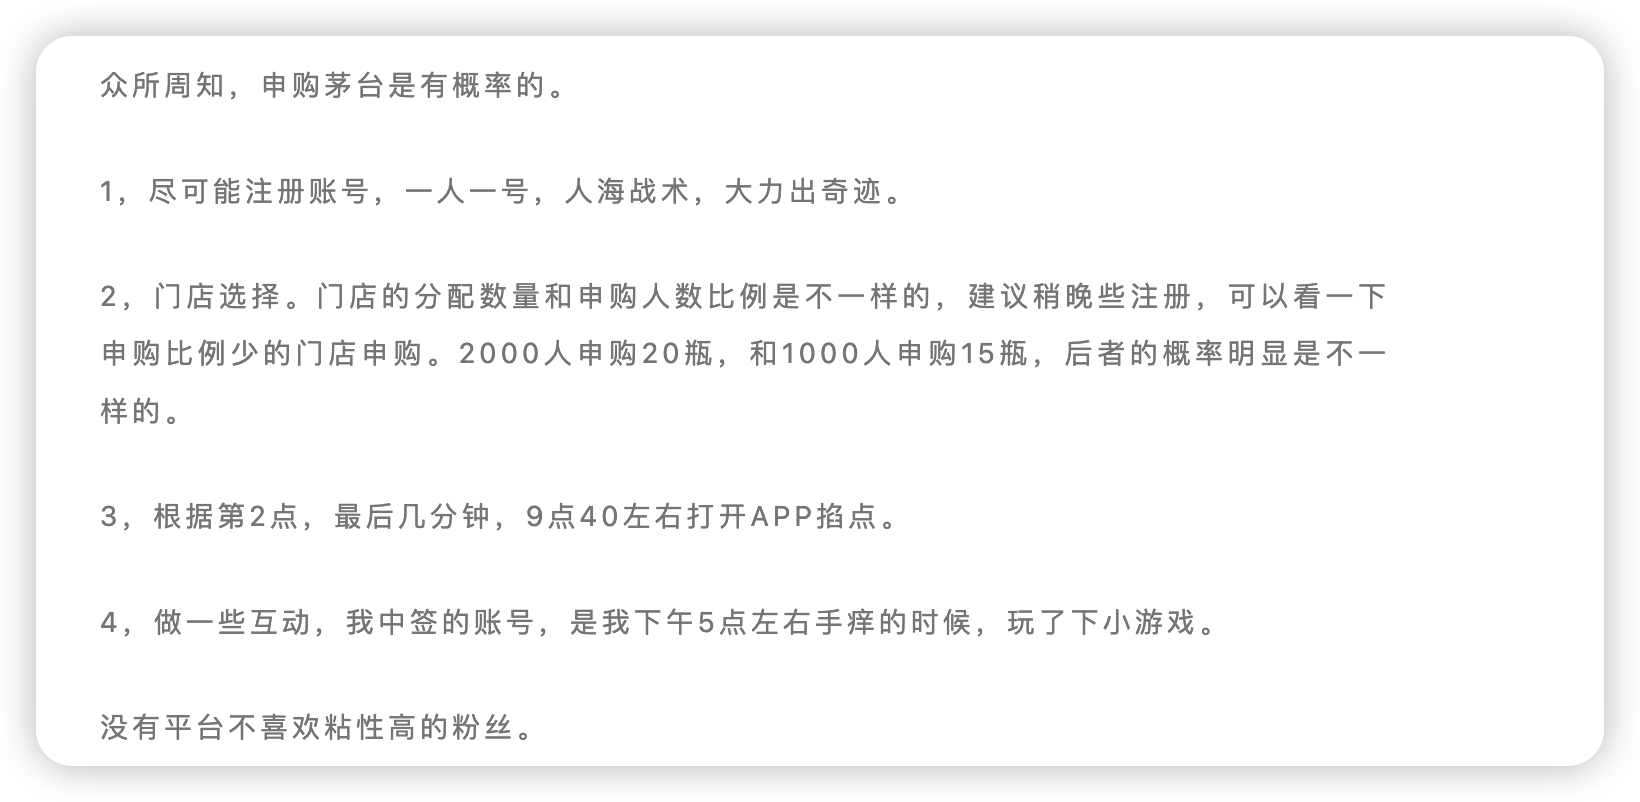 众所周知，申购茅台是有概率的。
1，尽可能注册账号，一人一号，人海战术，大力出奇迹。
2，门店选择。门店的分配数量和申购人数比例是不一样的，建议稍晚些注册，可以看一下
申购比例少的门店申购。2000人申购20瓶，和1000人申购15瓶，后者的概率明显是不一
样的。
3，根据第2点，最后几分钟，9点40左右打开APP掐点。
4，做一些互动，我中签的账号，是我下午5点左右手痒的时候，玩了下小游戏。
没有平台不喜欢粘性高的粉丝。